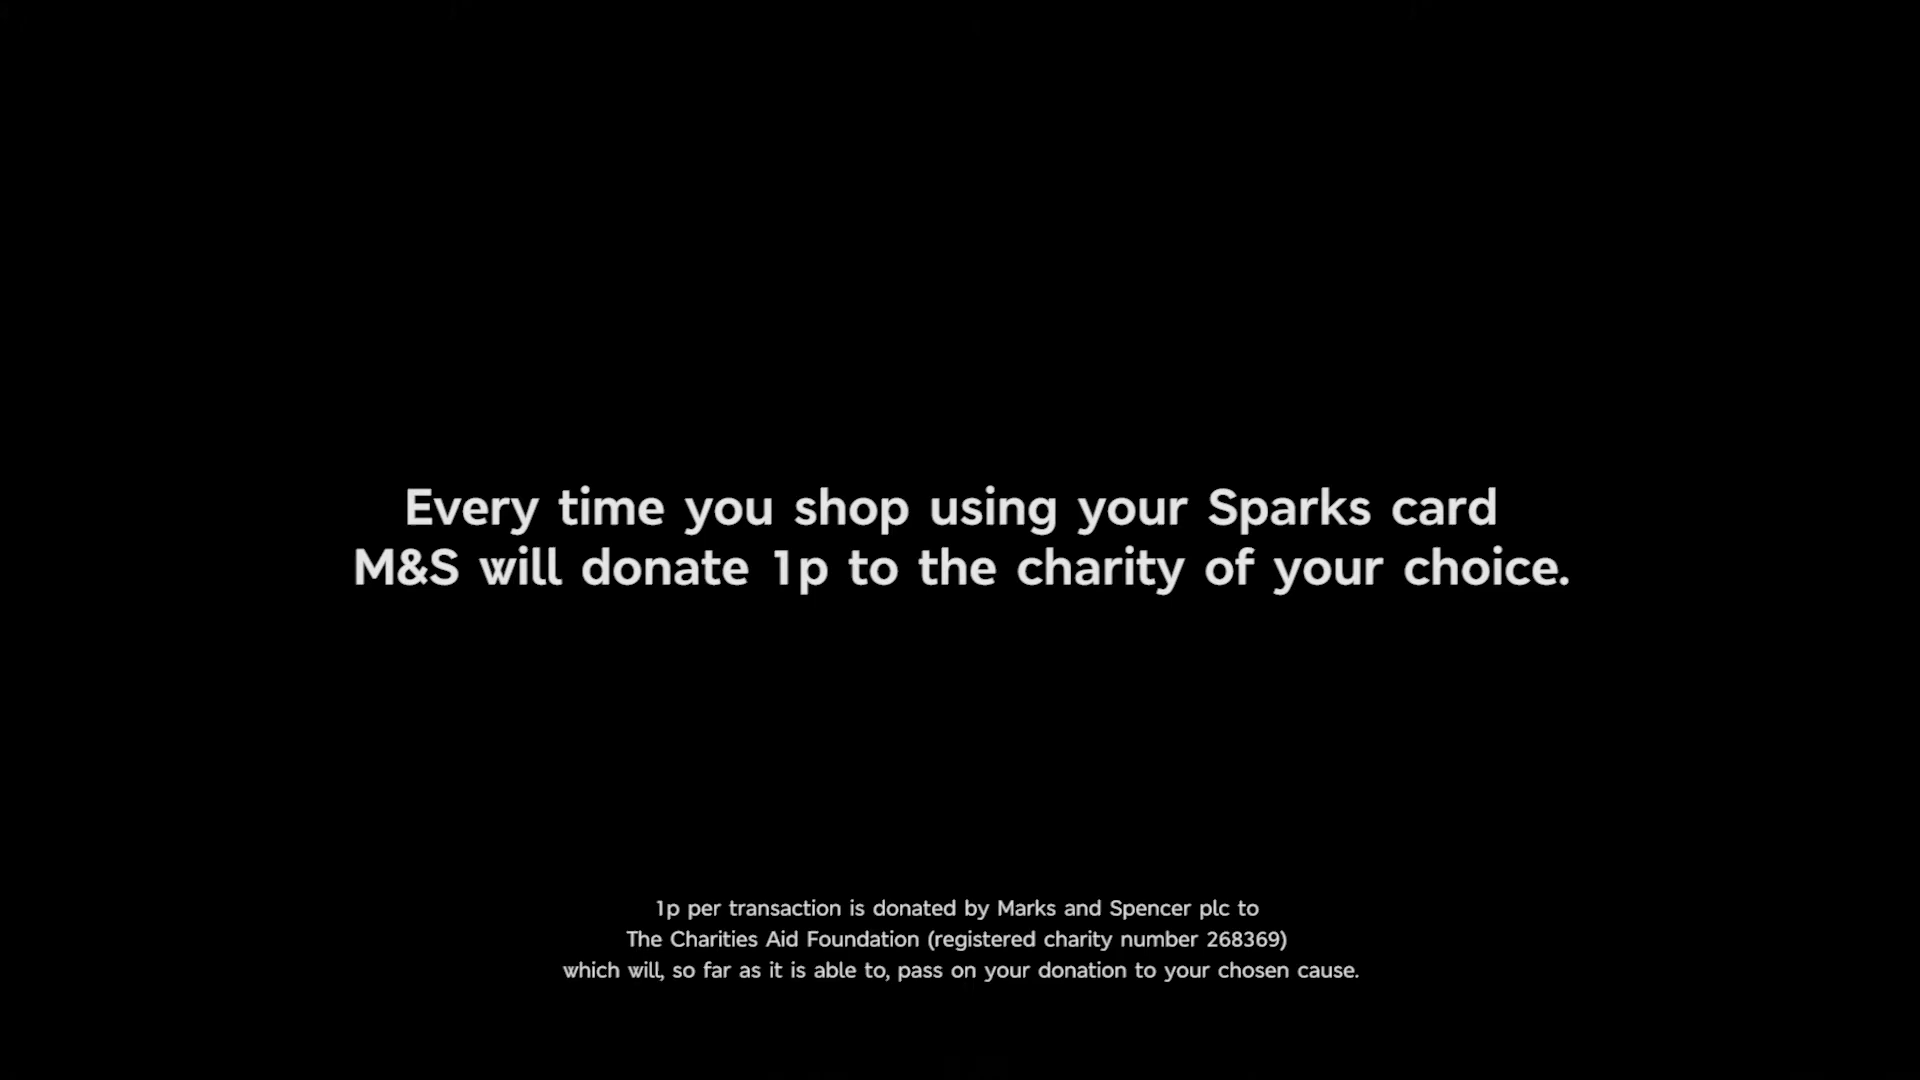 Every time you shop using your Sparks card
M&S will donate 1p to the charity of your choice.
1p per transaction is donated by Marks and Spencer plc to
The Charities Aid Foundation (registered charity number 268369)
which will, so far as it is able to, pass on your donation to your chosen cause.